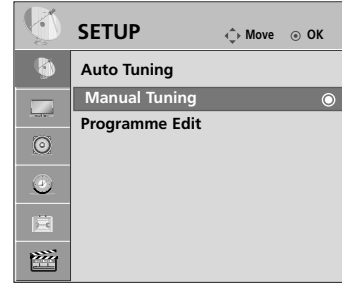 SETUP Move OK
Auto Tuning
Manual Tuning
Programme Edit